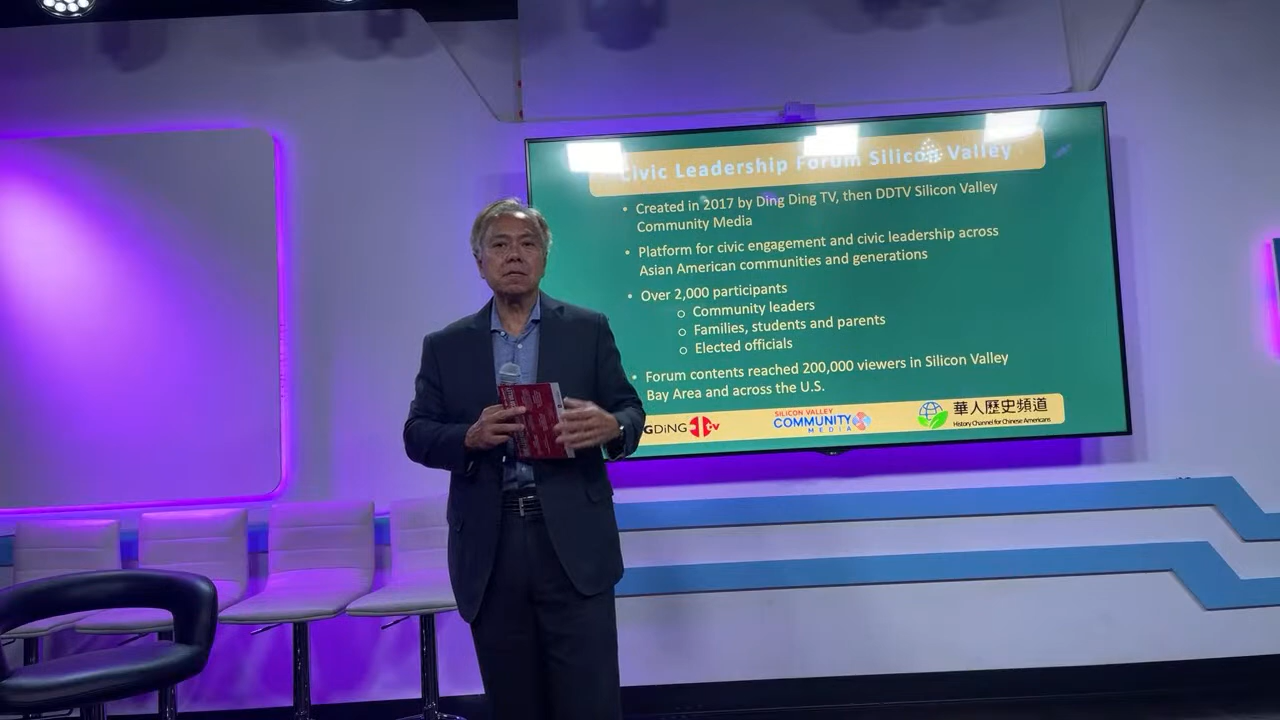 Civic Leadership Forum Silicon Valley
• Created in 2017 by Ding Ding TV, then DDTV Silicon Valley
Community Media
• Platform for civic engagement and civic leadership across
Asian American communities and generations
• Over 2,000 participants
○ Community leaders
○ Families, students and parents
○ Elected officials
• Forum contents reached 200,000 viewers in Silicon Valley
Bay Area and across the U.S.
GDiNG tv
SILICON VALLEY
COMMUNITY
MEDIA
華人歷史頻道
History Channel for Chinese Americans